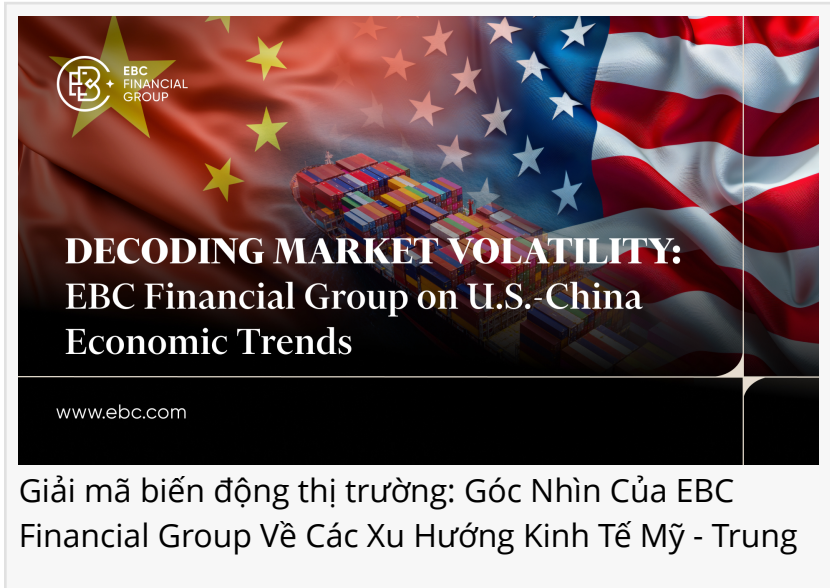 EBC
FINANCIAL
GROUP
DECODING MARKET VOLATILITY:
EBC Financial Group on U.S.-China
Economic Trends
www.ebc.com
Giải mã biến động thị trường: Góc Nhìn Của EBC
Financial Group Về Các Xu Hướng Kinh Tế Mỹ - Trung